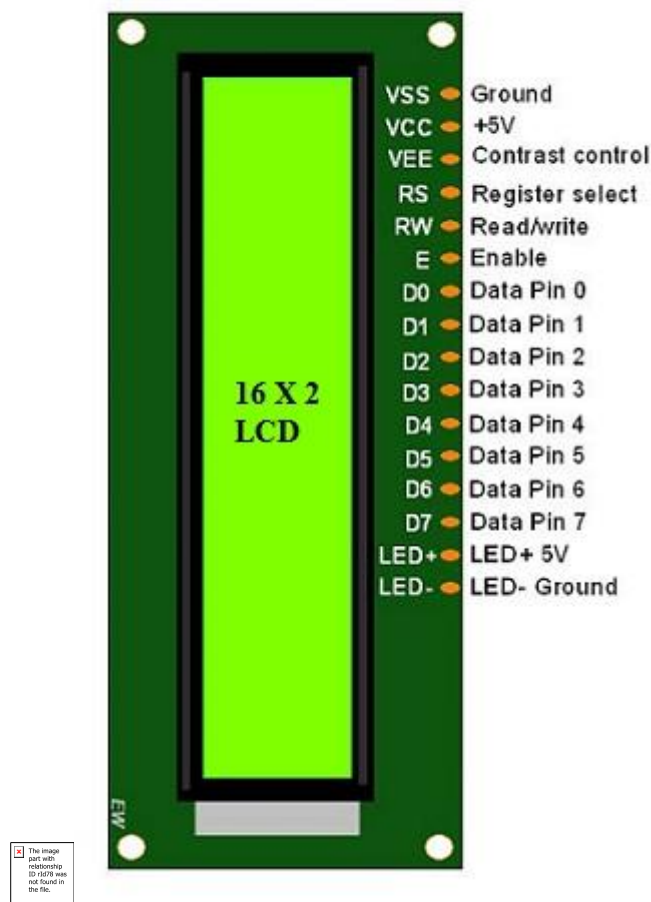 VSS Ground
VCC +5V
VEE Contrast control
RS Register select
RW Read/write
E Enable
D0 Data Pin 0
D1 Data Pin 1
D2 Data Pin 2
D3 Data Pin 3
16 X 2
LCD
D4 Data Pin 4
D5 Data Pin 5
D6 Data Pin 6
D7 Data Pin 7
LED+ LED+ 5V
LED- LED- Ground
EW
The image
part with
relationship
ID rId78 was
not found in
the file.